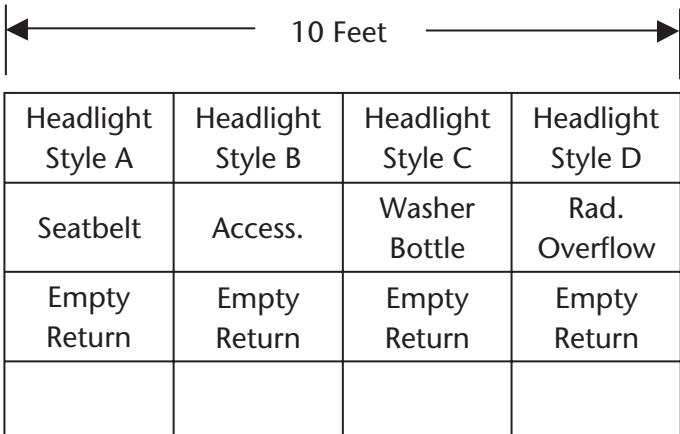 10 Feet
Headlight Style A
Headlight Style B
Headlight Style C
Headlight Style D
Seatbelt
Access.
Washer Bottle
Rad. Overflow
Empty Return
Empty Return
Empty Return
Empty Return